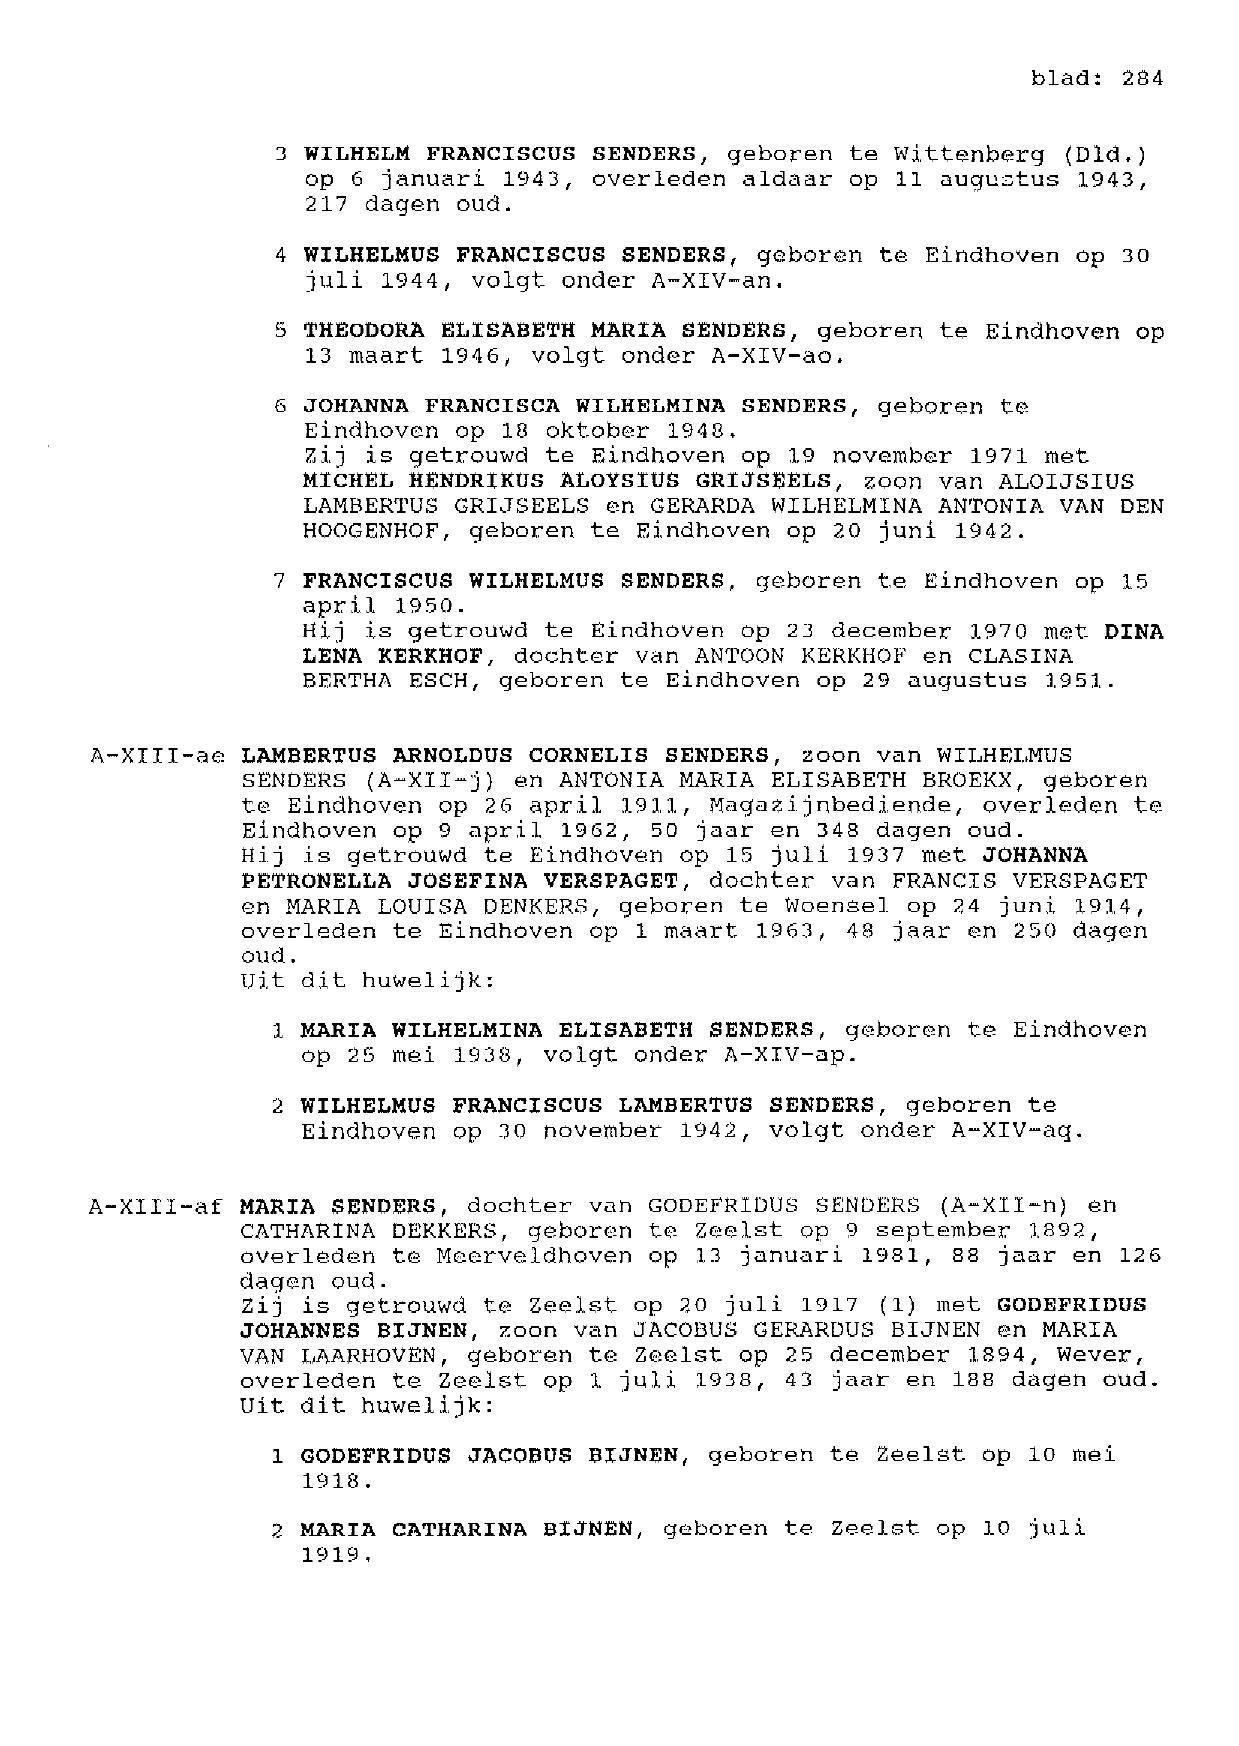 blad: 284
3 WILHELM FRANCISCUS SENDERS, geboren te Wittenberg (Dld.)
op 6 januari 1943, overleden aldaar op 11 augustus 1943,
217 dagen oud.
4 WILHELMUS FRANCISCUS SENDERS, geboren te Eindhoven op 30
juli 1944, volgt onder A-XIV-an.
5 THEODORA ELISABETH MARIA SENDERS, geboren te Eindhoven op
13 maart 1946, volgt onder A-XIV-ao.
6 JOHANNA FRANCISCA WILHELMINA SENDERS, geboren te
Eindhoven op 18 oktober 1948.
Zij is getrouwd te Eindhoven op 19 november 1971 met
MICHEL HENDRIKUS ALOYSIUS GRIJSEELS, zoon van ALOIJSIUS
LAMBERTUS GRIJSEELS en GERARDA WILHELMINA ANTONIA VAN DEN
HOOGENHOF, geboren te Eindhoven op 20 juni 1942.
7 FRANCISCUS WILHELMUS SENDERS, geboren te Eindhoven op 15
april 1950.
Hij is getrouwd te Eindhoven op 23 december 1970 met DINA
LENA KERKHOF, dochter van ANTOON KERKHOF en CLASINA
BERTHA ESCH, geboren te Eindhoven op 29 augustus 1951.
A-XIII-ae LAMBERTUS ARNOLDUS CORNELIS SENDERS, zoon van WILHELMUS
SENDERS (A-XII-j) en ANTONIA MARIA ELISABETH BROEKX, geboren
te Eindhoven op 26 april 1911, Magazijnbediende, overleden te
Eindhoven op 9 april 1962, 50 jaar en 348 dagen oud.
Hij is getrouwd te Eindhoven op 15 juli 1937 met JOHANNA
PETRONELLA JOSEFINA VERSPAGET, dochter van FRANCIS VERSPAGET
en MARIA LOUISA DENKERS, geboren te Woensel op 24 juni 1914,
overleden te Eindhoven op 1 maart 1963, 48 jaar en 250 dagen
oud.
Uit dit huwelijk:
1 MARIA WILHELMINA ELISABETH SENDERS, geboren te Eindhoven
op 25 mei 1938, volgt onder A-XIV-ap.
2 WILHELMUS FRANCISCUS LAMBERTUS SENDERS, geboren te
Eindhoven op 30 november 1942, volgt onder A-XIV-aq.
A-XIII-af MARIA SENDERS, dochter van GODEFRIDUS SENDERS (A-XII-n) en
CATHARINA DEKKERS, geboren te Zeelst op 9 september 1892,
overleden te Meerveldhoven op 13 januari 1981, 88 jaar en 126
dagen oud.
Zij is getrouwd te Zeelst op 20 juli 1917 (1) met GODEFRIDUS
JOHANNES BIJNEN, zoon van JACOBUS GERARDUS BIJNEN en MARIA
VAN LAARHOVEN, geboren te Zeelst op 25 december 1894, Wever,
overleden te Zeelst op 1 juli 1938, 43 jaar en 188 dagen oud.
Uit dit huwelijk:
1 GODEFRIDUS JACOBUS BIJNEN, geboren te Zeelst op 10 mei
1918.
2 MARIA CATHARINA BIJNEN, geboren te Zeelst op 10 juli
1919.